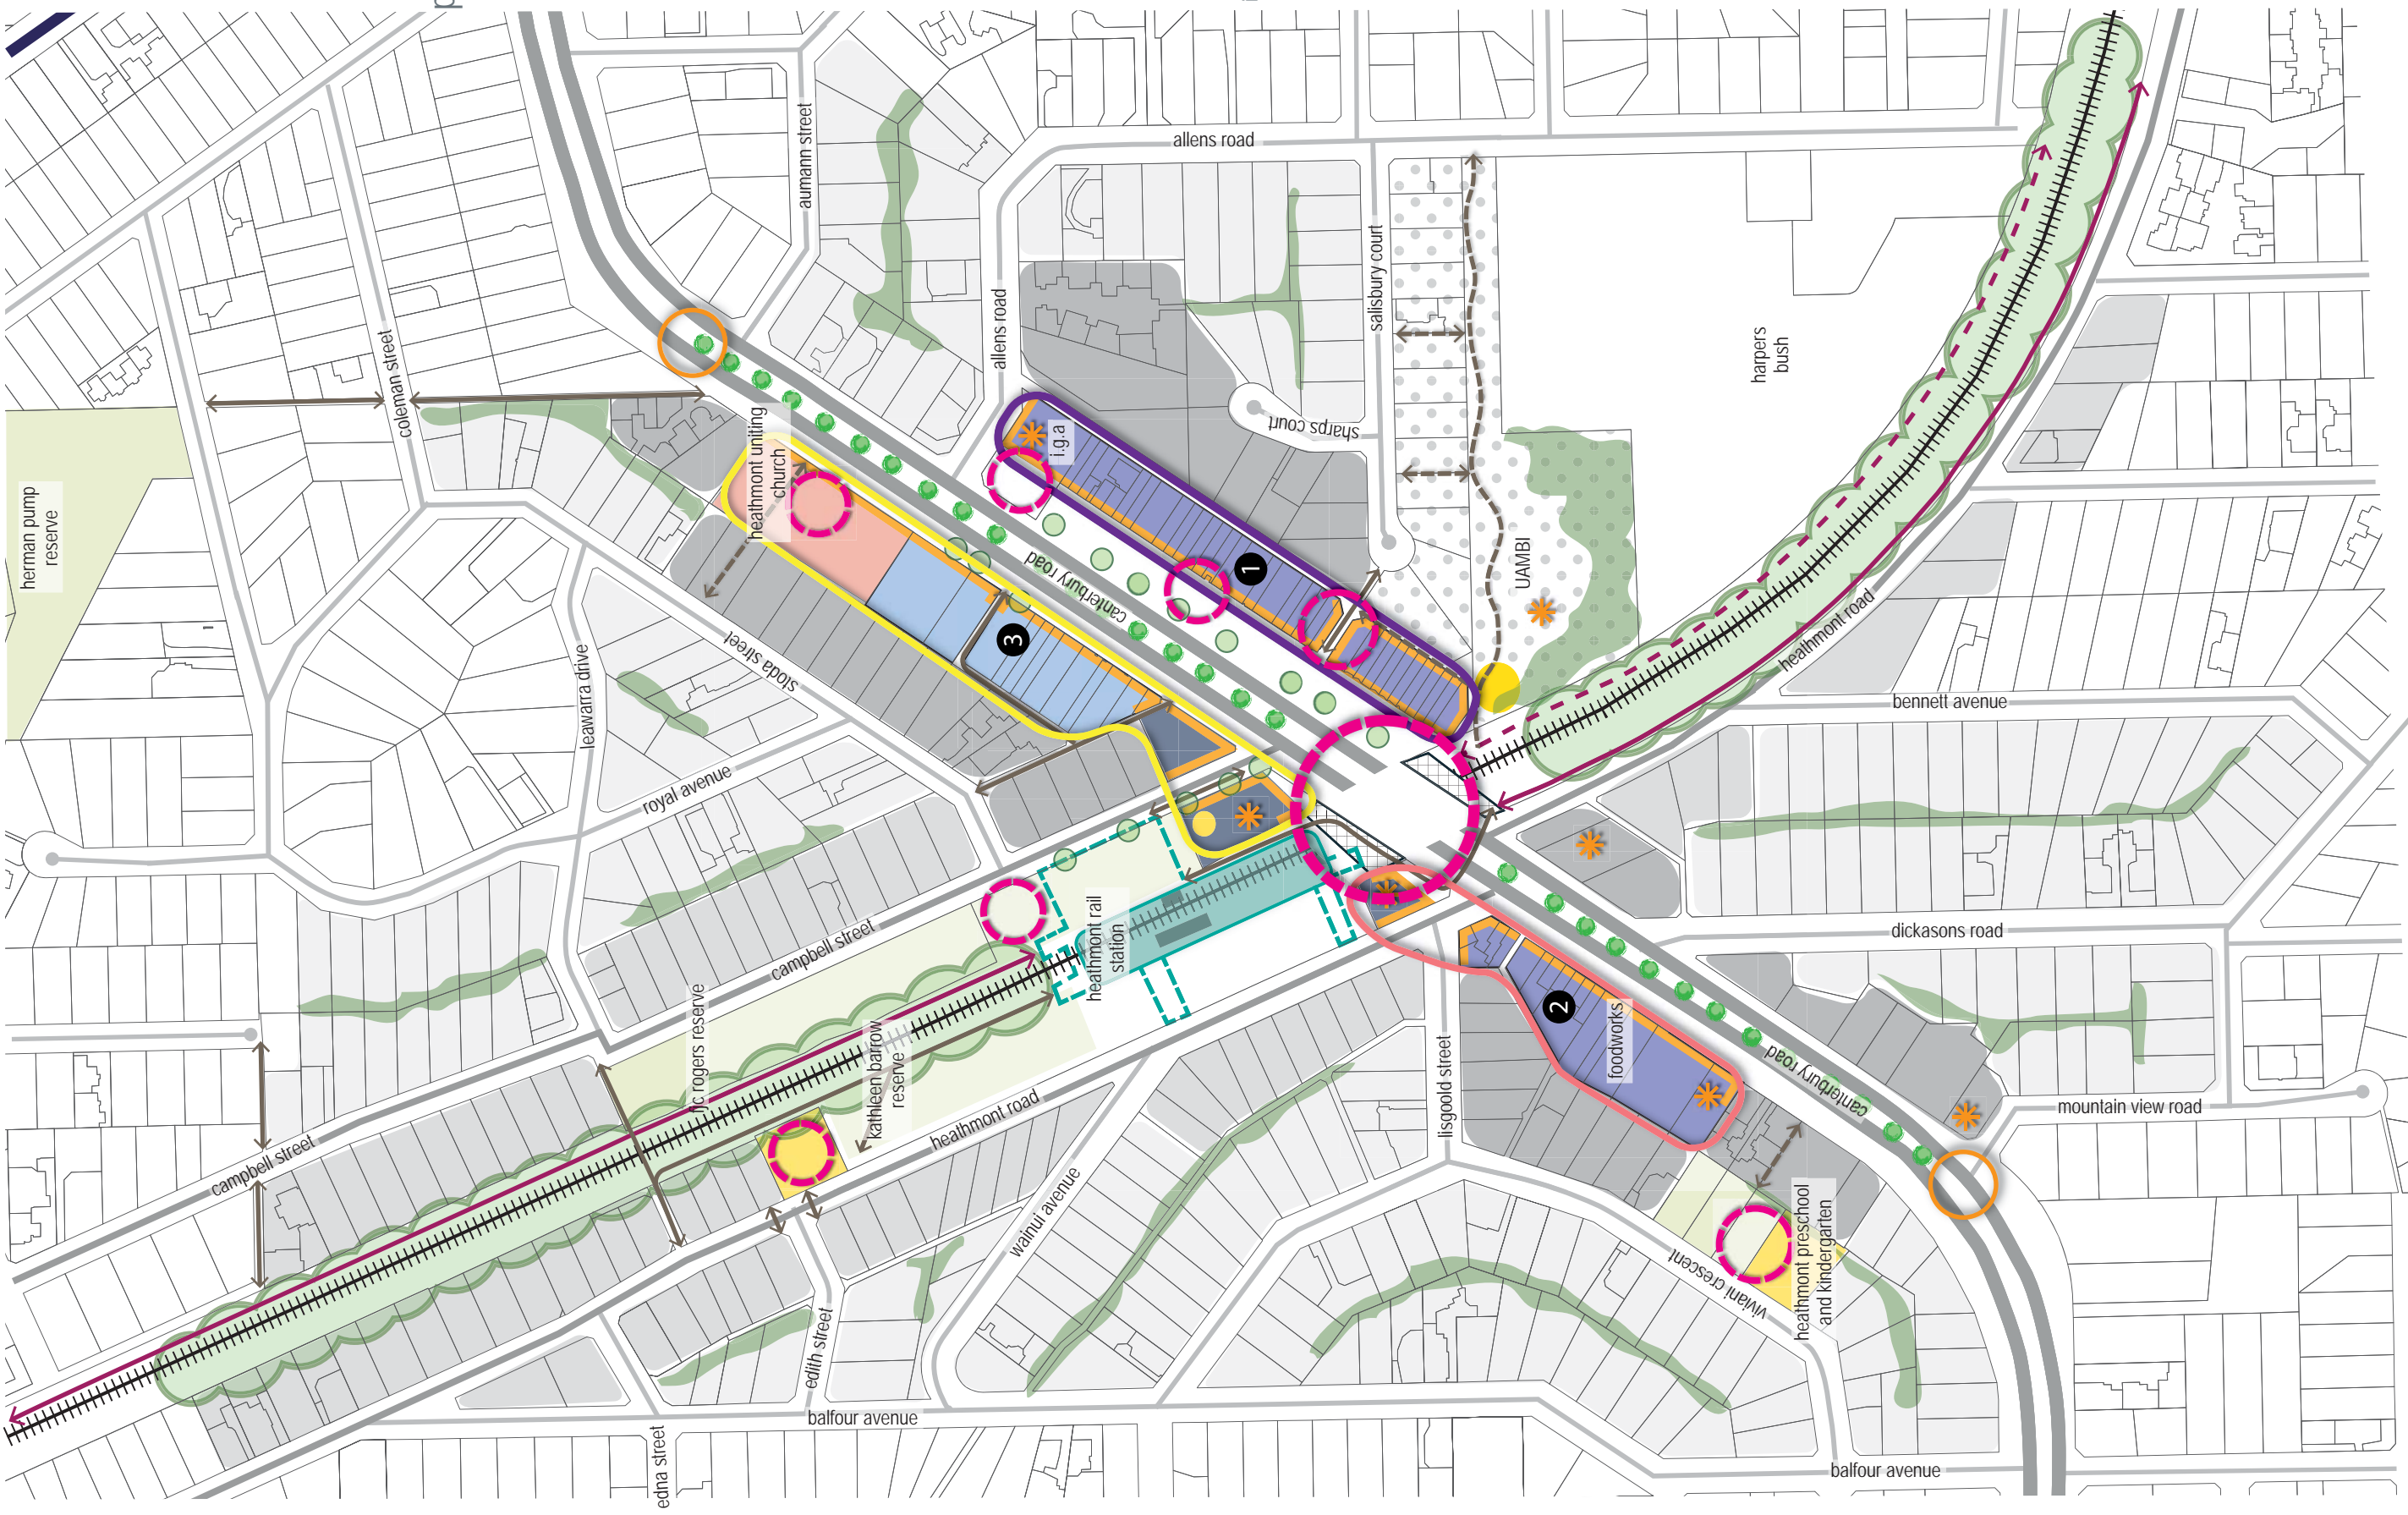 aumann street
allens road
coleman street
allens road
salisbury court
harpers
bush
herman pump
reserve
heathmont uniting
church
i.g.a
sharps court
canterbury road
1
UAMBI
3
sloda street
leawarra drive
heathmont road
bennett avenue
royal avenue
campbell street
heathmont rail
station
dickasons road
fjc rogers reserve
kathleen barrow
reserve
2
foodworks
lisgoold street
canterbury road
mountain view road
campbell street
heathmont road
wainui avenue
viviani crescent
heathmont preschool
and kindergarten
edith street
balfour avenue
edna street
balfour avenue